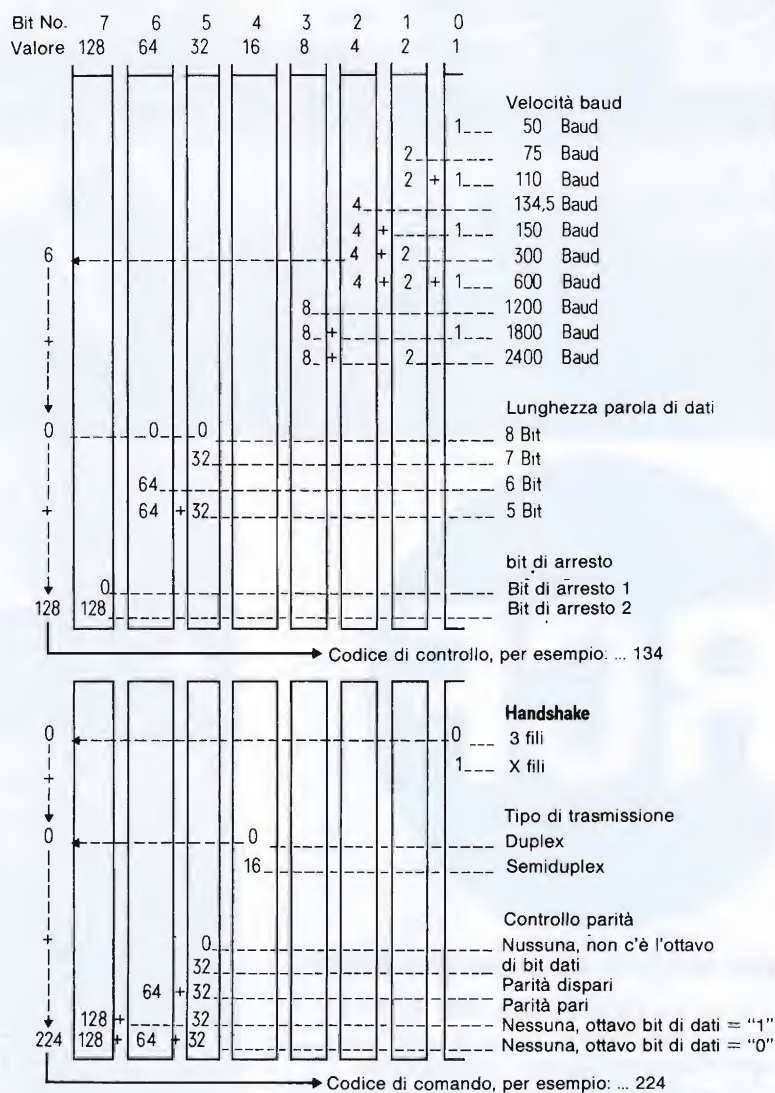 Bit No. 7 6 5 4 3 2 1 0
Valore 128 64 32 16 8 4 2 1
Velocità baud
1 50 Baud
2 75 Baud
2 + 1 110 Baud
4 134,5 Baud
4 + 1 150 Baud
6 4 + 2 300 Baud
4 + 2 + 1 600 Baud
8 1200 Baud
+ 8 + 1 1800 Baud
8 + 2 2400 Baud
Lunghezza parola di dati
0 0 0 8 Bit
32 7 Bit
64 6 Bit
+ 64 + 32 5 Bit
bit di arresto
0 Bit di arresto 1
128 128 Bit di arresto 2
Codice di controllo, per esperio: ... 134
Handshake
0 0 3 fili
+ 1 X fili
Tipo di trasmissione
0 0 Duplex
16 Semiduplex
Controllo parità
+ 0 Nussuna, non c'è l'ottavo
32 di bit dati
64 + 32 Parità dispari
Parità pari
128 + 32 Nessuna, ottavo bit di dati = “1”
224 128 + 64 + 32 Nessuna, ottavo bit di dati = “0”
Codice di comando, per esempio: ... 224